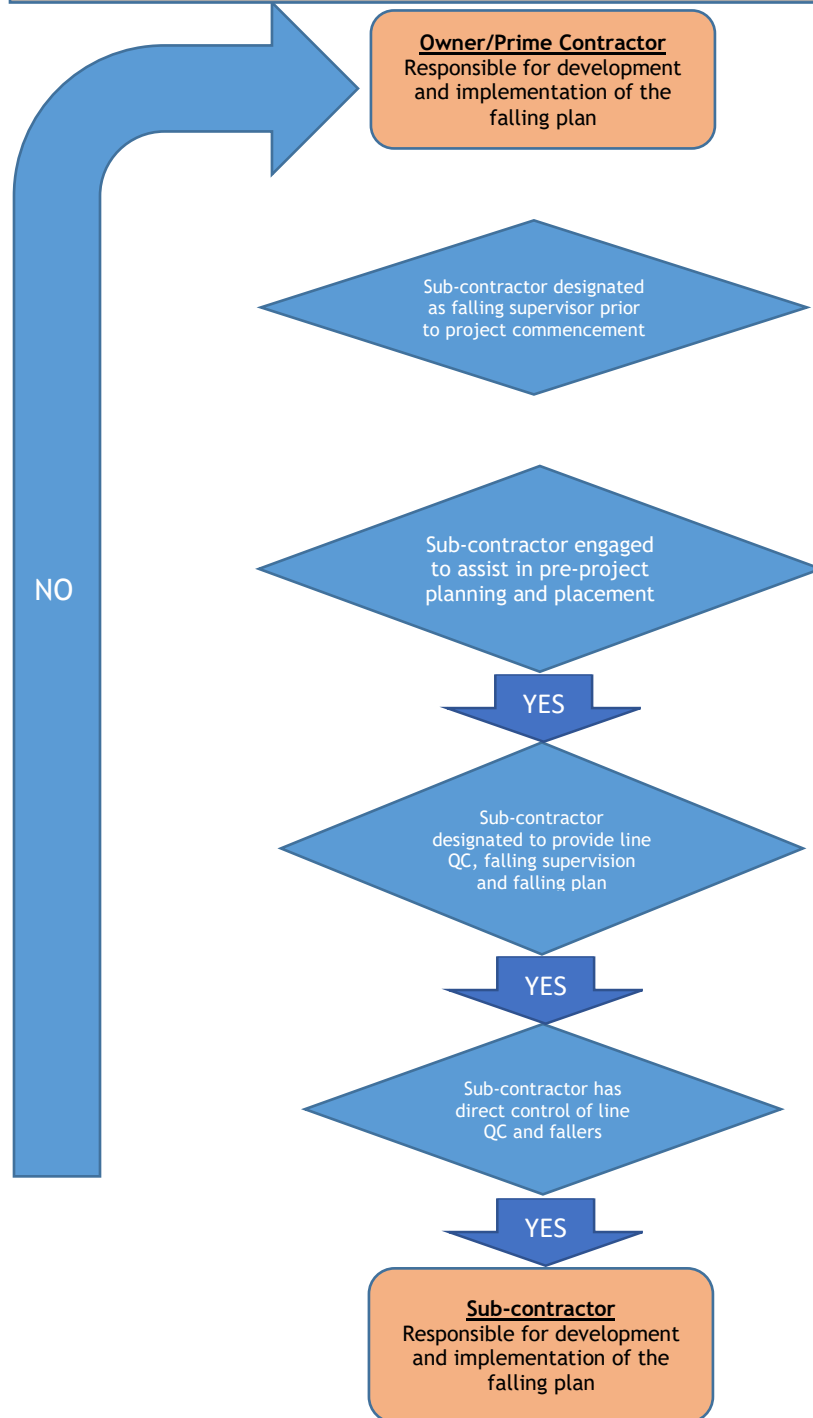 Owner/Prime Contractor
Responsible for development
and implementation of the
falling plan
Sub-contractor designated
as falling supervisor prior
to project commencement
Sub-contractor engaged
to assist in pre-project
planning and placement
NO
YES
Sub-contractor
designated to provide line
QC, falling supervision
and falling plan
YES
Sub-contractor has
direct control of line
QC and fallers
YES
Sub-contractor
Responsible for development
and implementation of the
falling plan